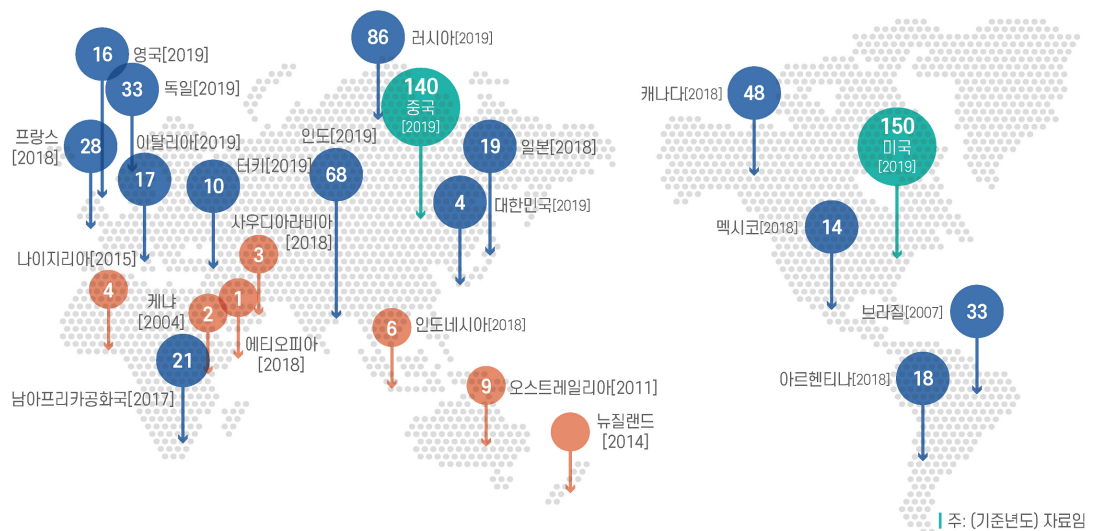 16
영국[2019]
33
독일[2019]
프랑스
[2018]
28
이탈리아[2019]
17
터키[2019]
10
86
러시아[2019]
140
중국
[2019]
인도[2019]
68
19
일본[2018]
4
대한민국[2019]
사우디아라비아
[2018]
3
나이지리아[2015]
4
케냐
[2004]
2
1
에티오피아
[2018]
21
남아프리카공화국[2017]
6
인도네시아[2018]
9
오스트레일리아[2011]
뉴질랜드
[2014]
캐나다[2018]
48
150
미국
[2019]
멕시코[2018]
14
브라질[2007]
33
아르헨티나[2018]
18
주: (기준년도) 자료임